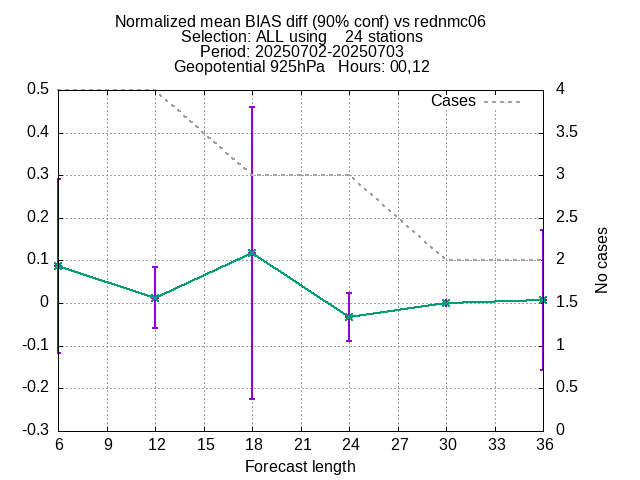 Normalized mean BIAS diff (90% conf) vs rednmc06
Selection: ALL using    24 stations
Period: 20250702-20250703
Geopotential 925hPa   Hours: 00,12
Cases
0.5
0.4
0.3
0.2
0.1
0
-0.1
-0.2
-0.3
4
3.5
3
2.5
2
1.5
1
0.5
0
No cases
6 9 12 15 18 21 24 27 30 33 36
Forecast length